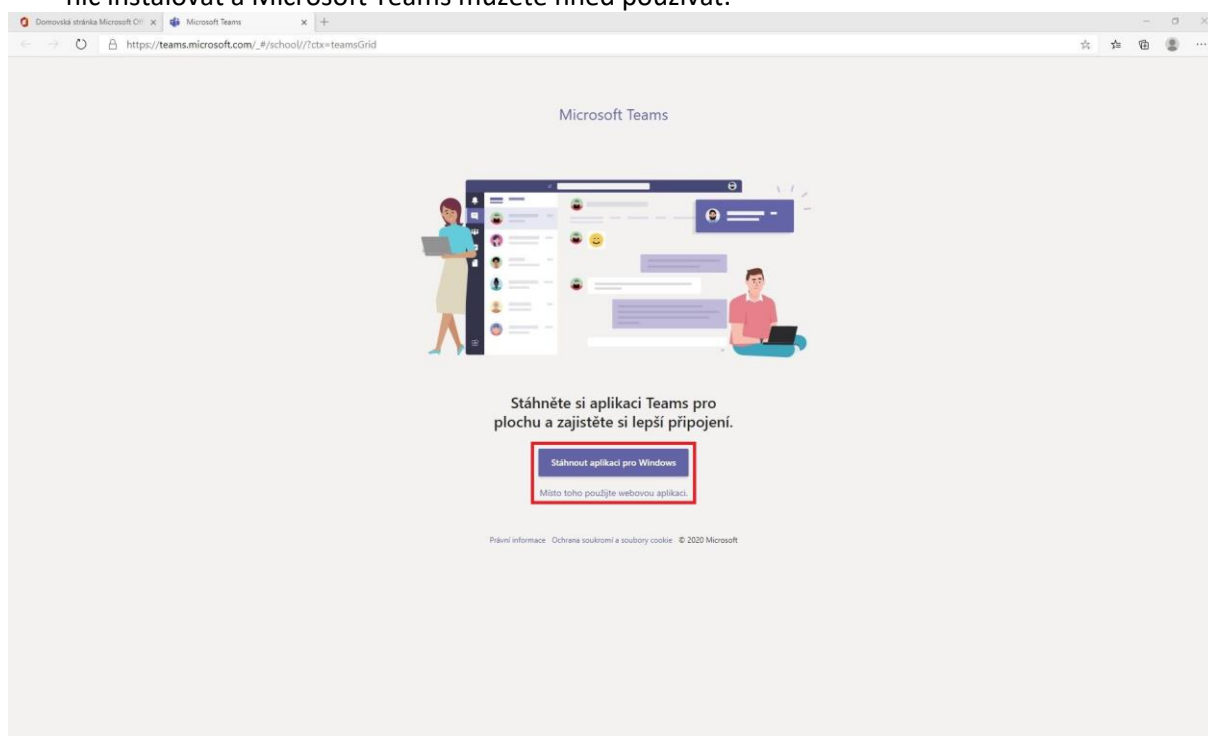 nic instalovat a Microsoft Teams můžete hned používat.
Domovská stránka Microsoft Of
Microsoft Teams
https://teams.microsoft.com/_#/school//?ctx=teamsGrid
Microsoft Teams
Stáhněte si aplikaci Teams pro
plochu a zajistěte si lepší připojení.
Stáhnout aplikaci pro Windows
Místo toho použijte webovou aplikaci.
Právní informace Ochrana soukromí a soubory cookie © 2020 Microsoft